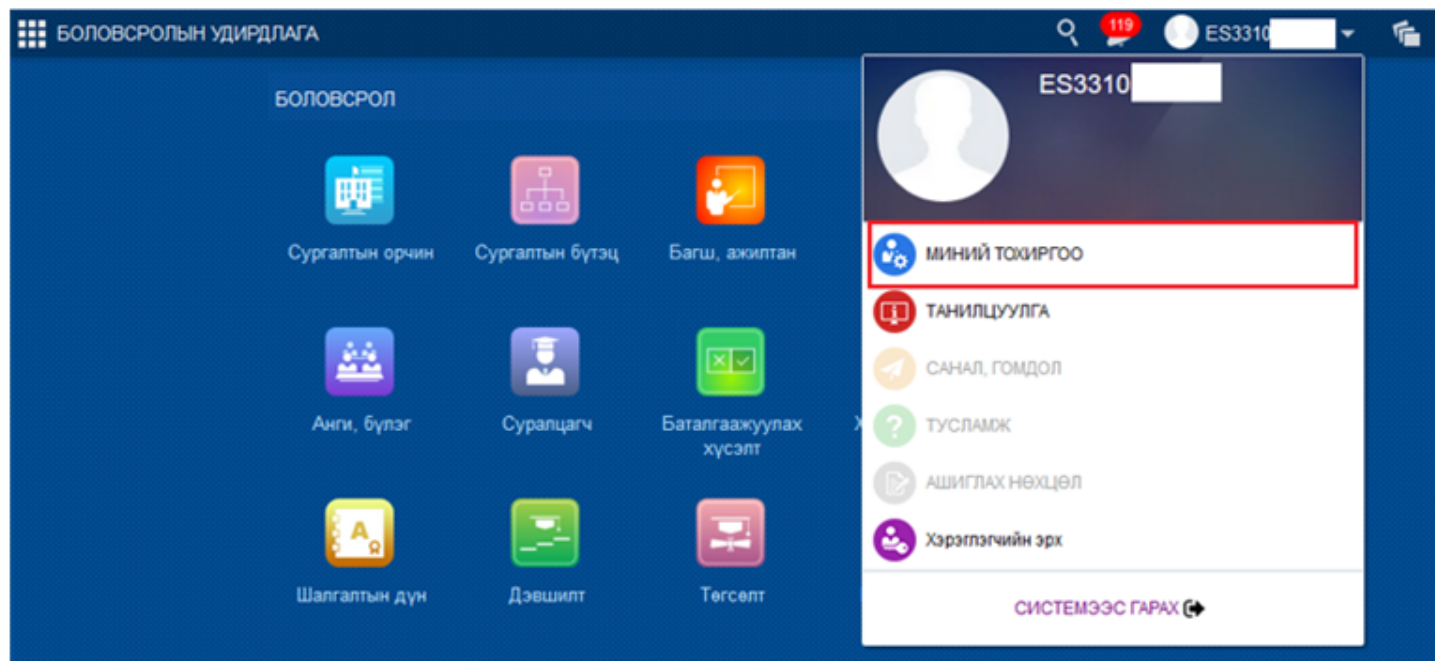 БОЛОВСРОЛЫН УДИРДЛАГА
119
ES3310
БОЛОВСРОЛ
ES3310
Сургалтын орчин
Сургалтын бүтэц
Багш, ажилтан
Анги, бүлэг
Суралцагч
Баталгаажуулах
хүсэлт
Шалгалтын дүн
Дэвшилт
Төгсөлт
МИНИЙ ТОХИРГОО
ТАНИЛЦУУЛГА
САНАЛ, ГОМДОЛ
ТУСЛАМЖ
АШИГЛАХ НӨХЦӨЛ
Хэрэглэгчийн эрх
СИСТЕМЭЭС ГАРАХ